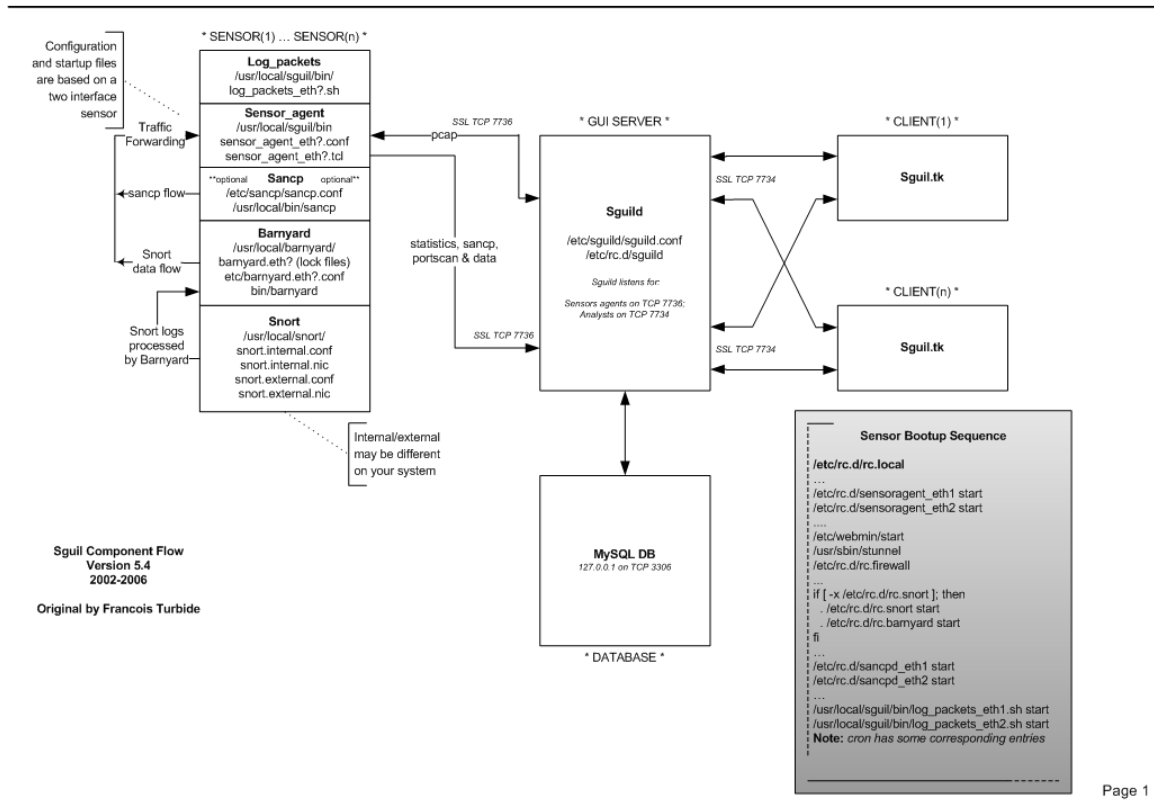 Configuration
and startup files
are based on a
two interface
sensor
* SENSOR(1) ... SENSOR(n) *
Log_packets
/usr/local/sguil/bin/
log_packets_eth?.sh
Sensor_agent
/usr/local/sguil/bin
sensor_agent_eth?.conf
sensor_agent_eth?.tcl
**optional Sancp optional**
/etc/sancp/sancp.conf
/usr/local/bin/sancp
Barnyard
/usr/local/barnyard/
barnyard.eth? (lock files)
etc/barnyard.eth?.conf
bin/barnyard
Snort
/usr/local/snort/
snort.internal.conf
snort.internal.nic
snort.external.conf
snort.external.nic
Traffic
Forwarding
sancp flow
Snort
data flow
Snort logs
processed
by Barnyard
Internal/external
may be different
on your system
SSL TCP 7736
pcap
statistics, sancp,
portscan & data
SSL TCP 7736
* GUI SERVER *
Sguild
/etc/sguild/sguild.conf
/etc/rc.d/sguild
Sguild listens for:
Sensors agents on TCP 7736;
Analysts on TCP 7734
SSL TCP 7734
SSL TCP 7734
* CLIENT(1) *
Sguil.tk
* CLIENT(n) *
Sguil.tk
MySQL DB
127.0.0.1 on TCP 3306
* DATABASE *
Sguil Component Flow
Version 5.4
2002-2006
Original by Francois Turbide
Sensor Bootup Sequence
/etc/rc.d/rc.local
...
/etc/rc.d/sensoragent_eth1 start
/etc/rc.d/sensoragent_eth2 start
....
/etc/webmin/start
/usr/sbin/stunnel
/etc/rc.d/rc.firewall
...
if [ -x /etc/rc.d/rc.snort ]; then
. /etc/rc.d/rc.snort start
. /etc/rc.d/rc.barnyard start
fi
...
/etc/rc.d/sancpd_eth1 start
/etc/rc.d/sancpd_eth2 start
...
/usr/local/sguil/bin/log_packets_eth1.sh start
/usr/local/sguil/bin/log_packets_eth2.sh start
Note: cron has some corresponding entries
Page 1